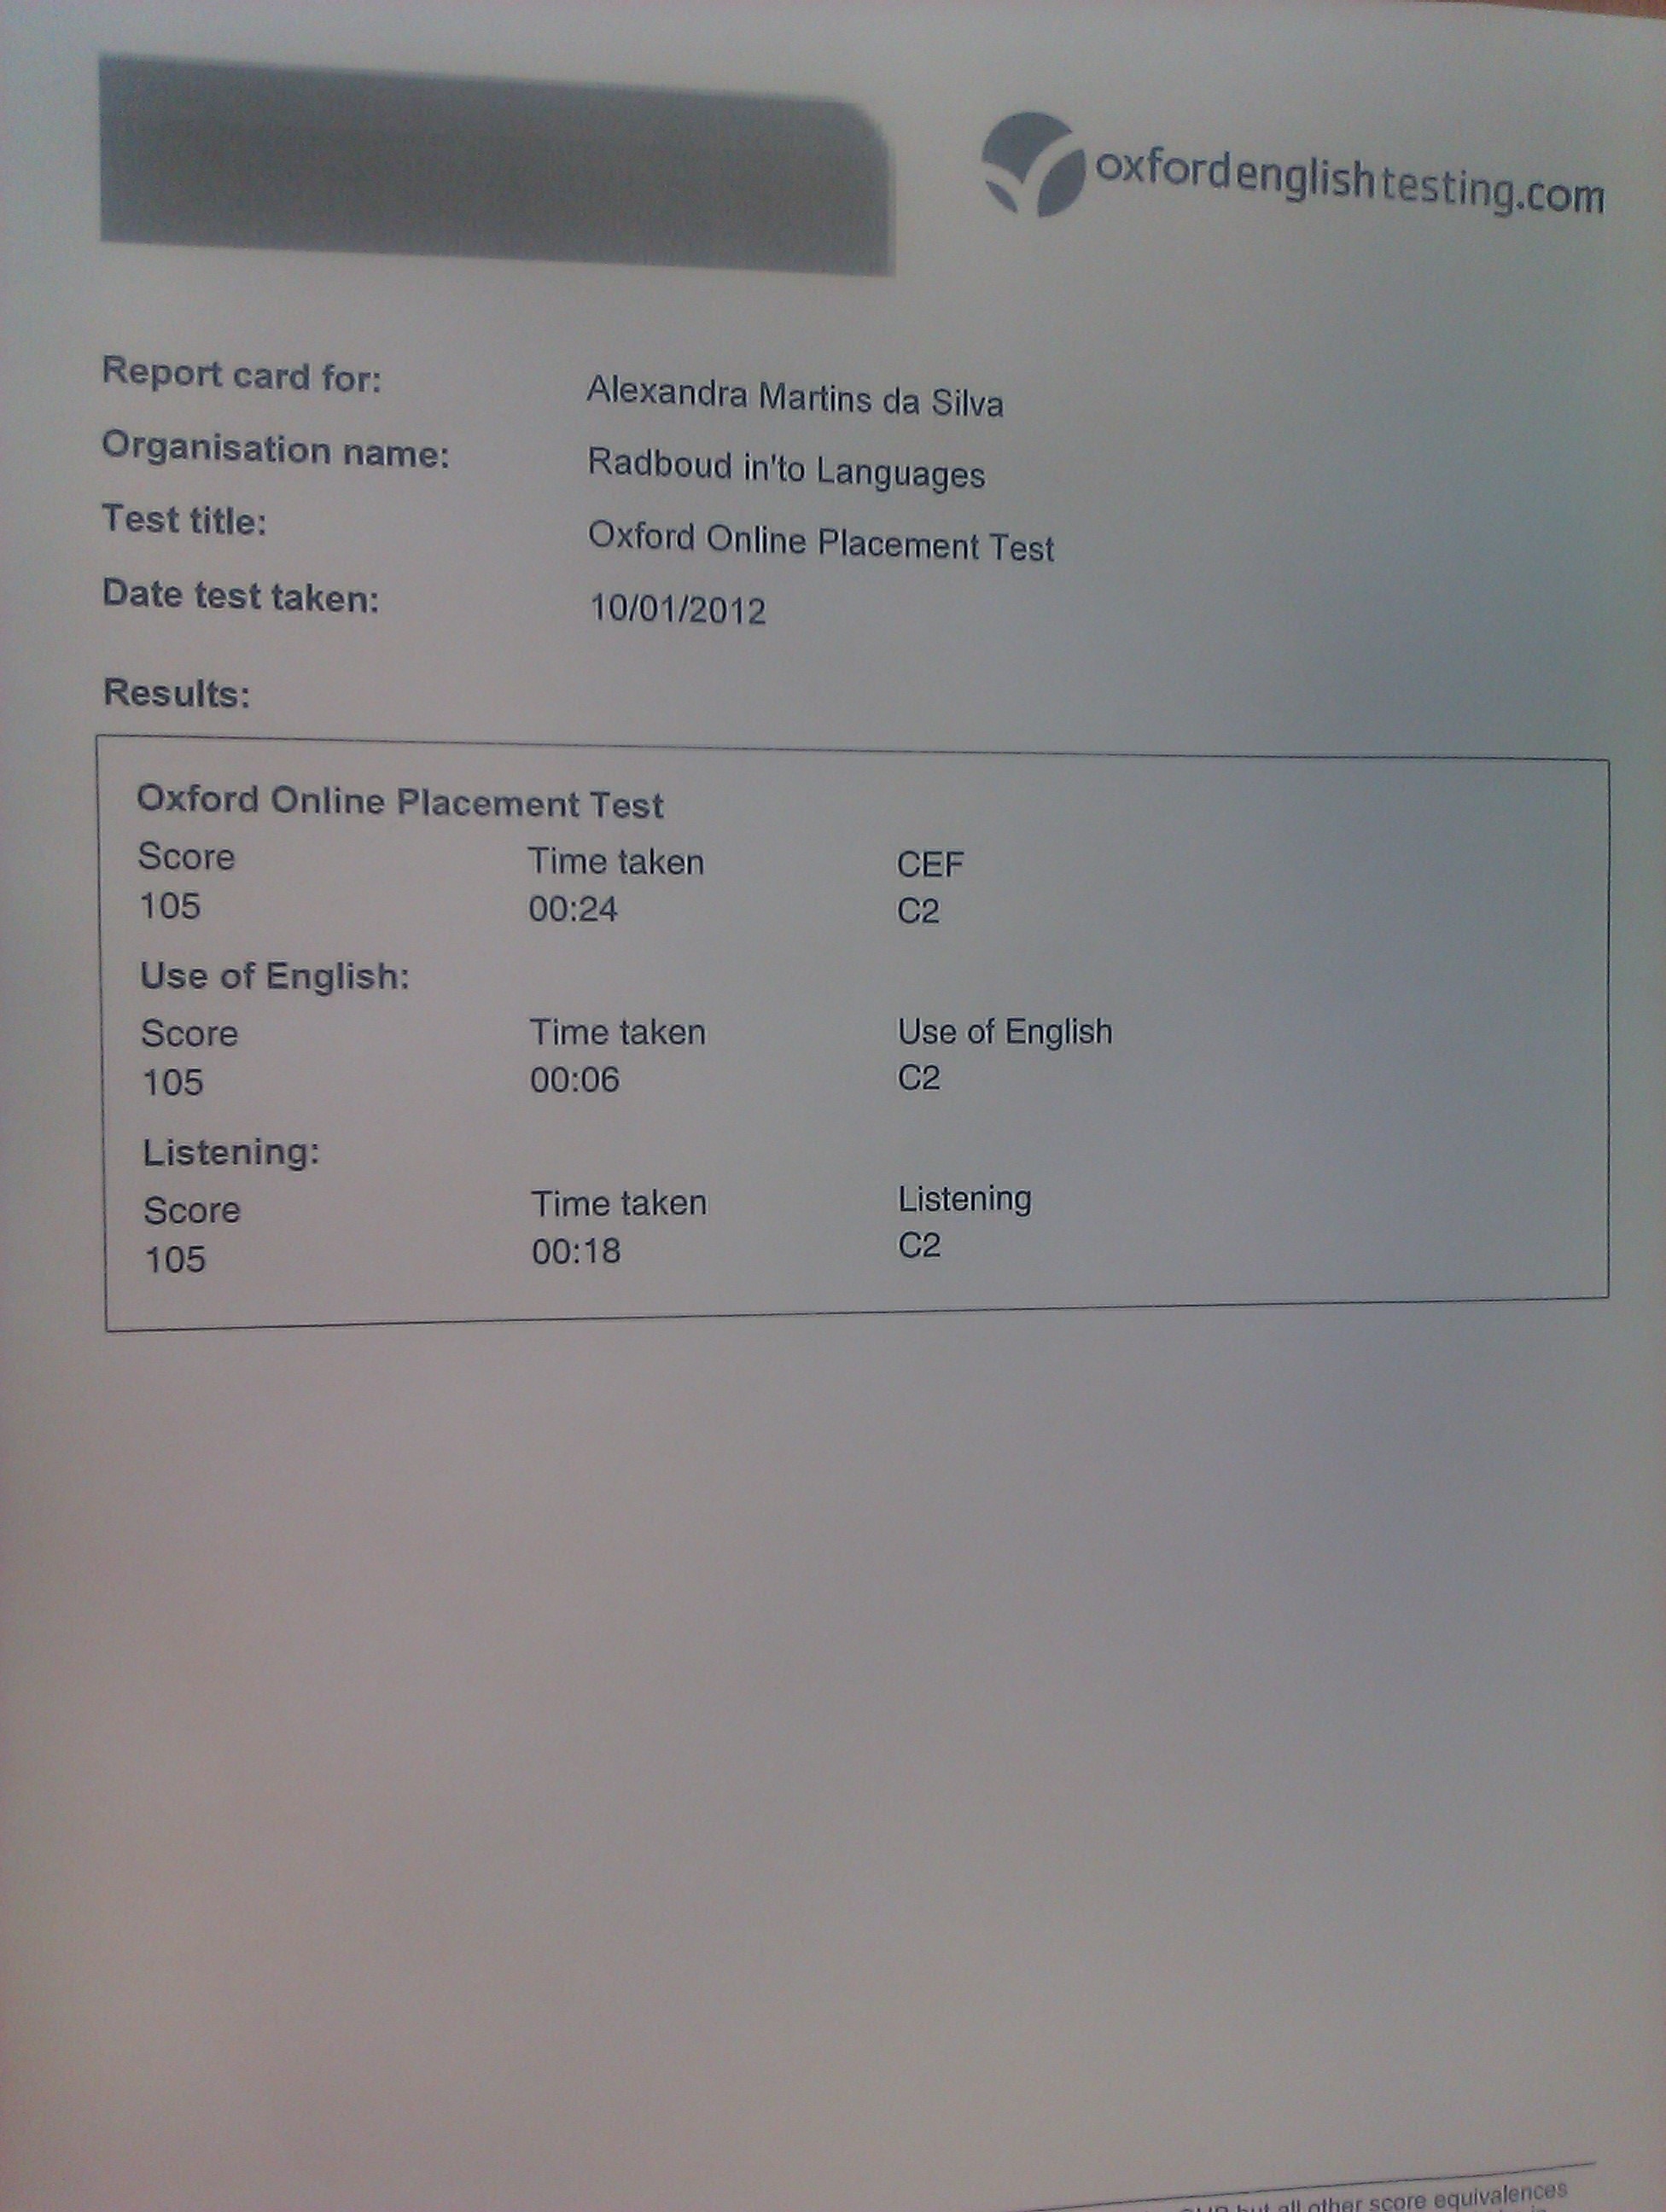 oxfordenglishtesting.com
Report card for: Alexandra Martins da Silva
Organisation name: Radboud in'to Languages
Test title: Oxford Online Placement Test
Date test taken: 10/01/2012
Results:
Oxford Online Placement Test
Score Time taken CEF
105 00:24 C2
Use of English:
Score Time taken Use of English
105 00:06 C2
Listening:
Score Time taken Listening
105 00:18 C2
but all other score equivalences